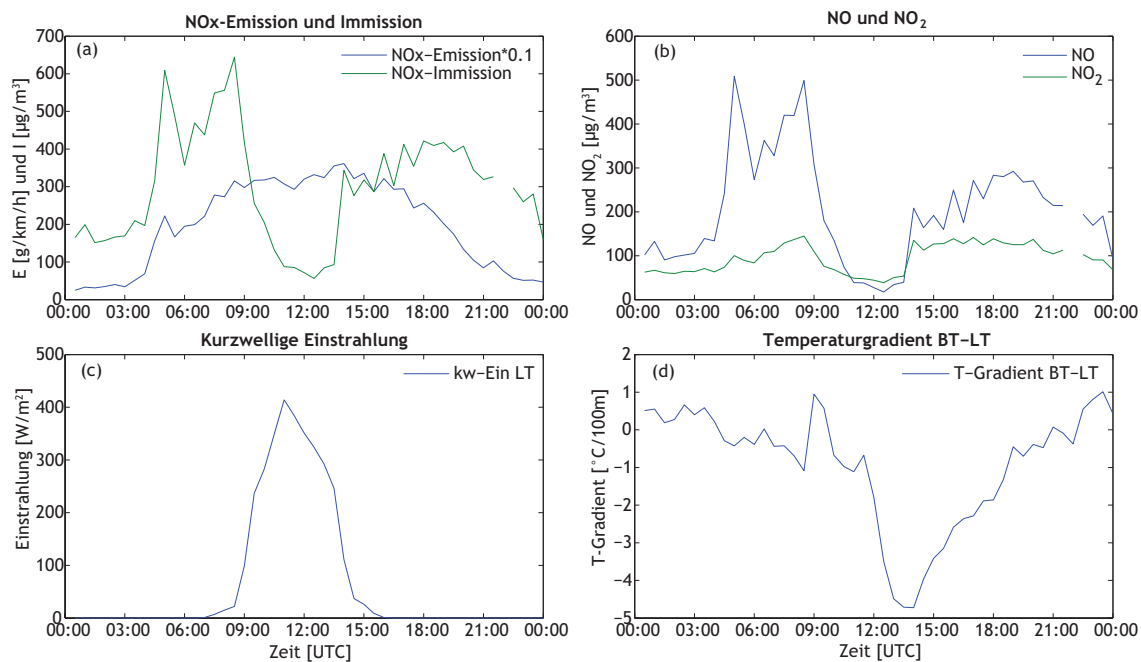 NOx-Emission und Immission
(a)
NOx−Emission*0.1
NOx−Immission
E [g/km/h] und I [µg/m³]
700
600
500
400
300
200
100
0
00:00 03:00 06:00 09:00 12:00 15:00 18:00 21:00 00:00
NO und NO₂
(b)
NO
NO₂
NO und NO₂ [µg/m³]
600
500
400
300
200
100
0
00:00 03:00 06:00 09:00 12:00 15:00 18:00 21:00 00:00
Kurzwellige Einstrahlung
(c)
kw−Ein LT
Einstrahlung [W/m²]
500
400
300
200
100
0
00:00 03:00 06:00 09:00 12:00 15:00 18:00 21:00 00:00
Zeit [UTC]
Temperaturgradient BT−LT
(d)
T-Gradient BT−LT
T-Gradient [°C/100m]
2
1
0
−1
−2
−3
−4
−5
00:00 03:00 06:00 09:00 12:00 15:00 18:00 21:00 00:00
Zeit [UTC]